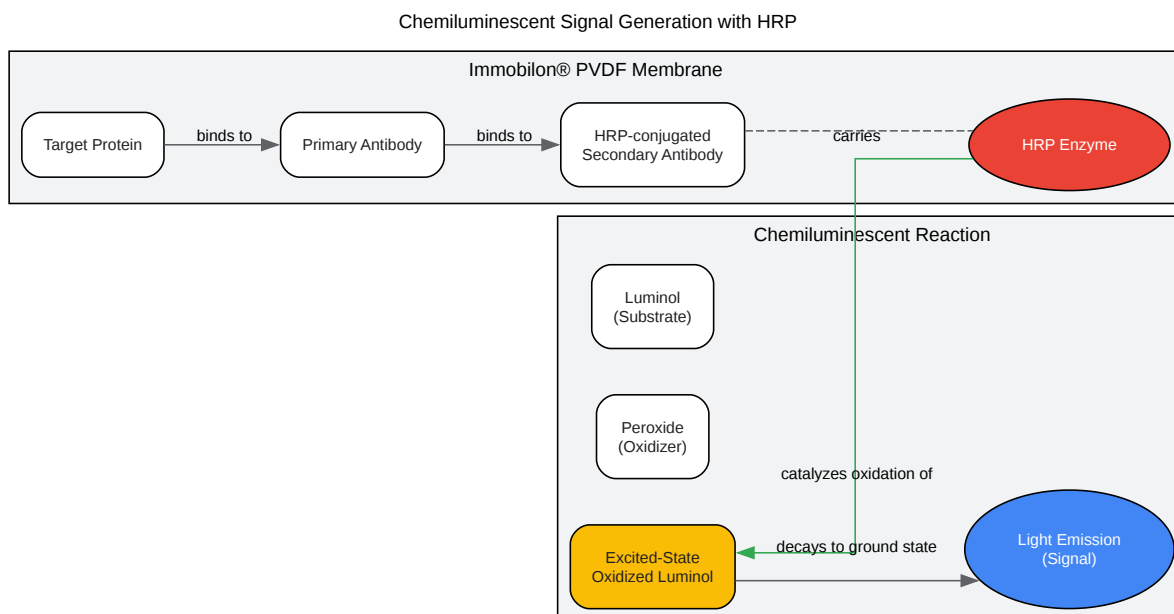 Chemiluminescent Signal Generation with HRP
Immobilon® PVDF Membrane
Target Protein
binds to
Primary Antibody
binds to
HRP-conjugated
Secondary Antibody
carries
HRP Enzyme
Chemiluminescent Reaction
Luminol
(Substrate)
Peroxide
(Oxidizer)
catalyzes oxidation of
Excited-State
Oxidized Luminol
decays to ground state
Light Emission
(Signal)